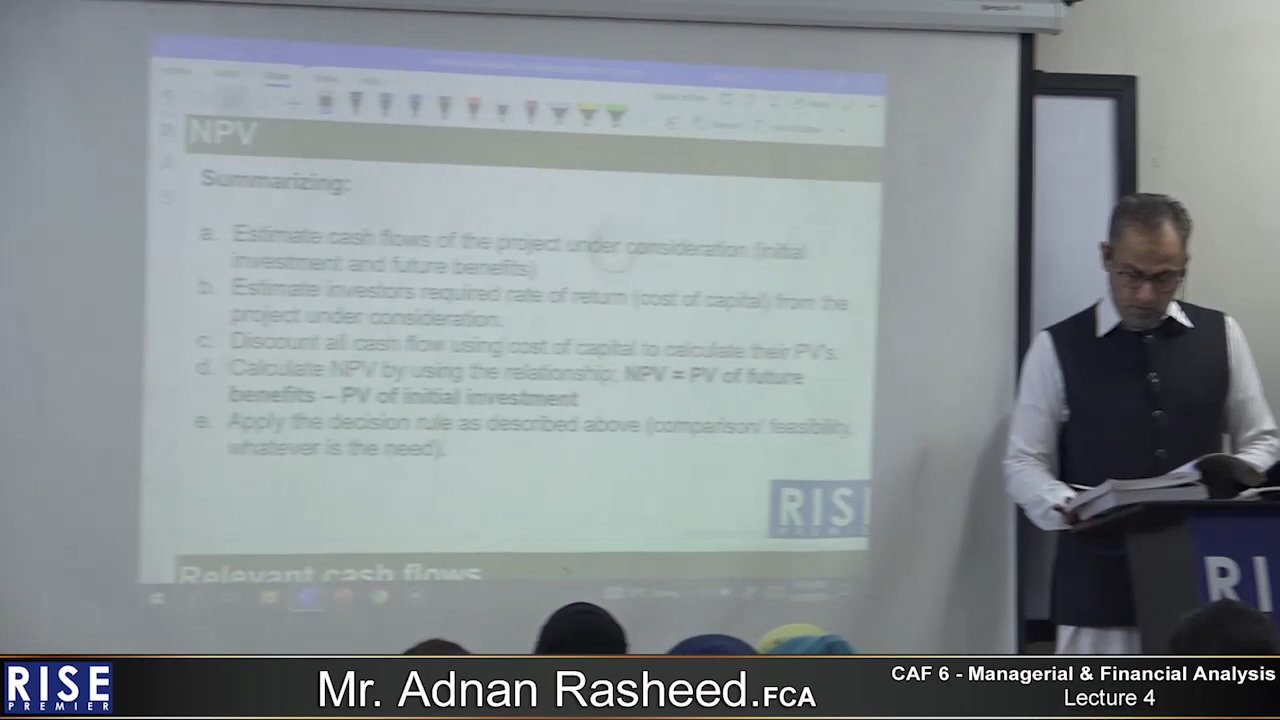 NPV
Summarizing:
a. Estimate cash flows of the project under consideration (initial
investment and future benefits)
b. Estimate investors required rate of return (cost of capital) from the
project under consideration.
c. Discount all cash flow using cost of capital to calculate their PV's.
d. Calculate NPV by using the relationship: NPV = PV of future
benefits – PV of initial investment
e. Apply the decision rule as described above (comparison/ feasibility,
whatever is the need).
RISE
PREMIER
Relevant cash flows
RI
RISE
PREMIER
Mr. Adnan Rasheed.FCA
CAF 6 - Managerial & Financial Analysis
Lecture 4